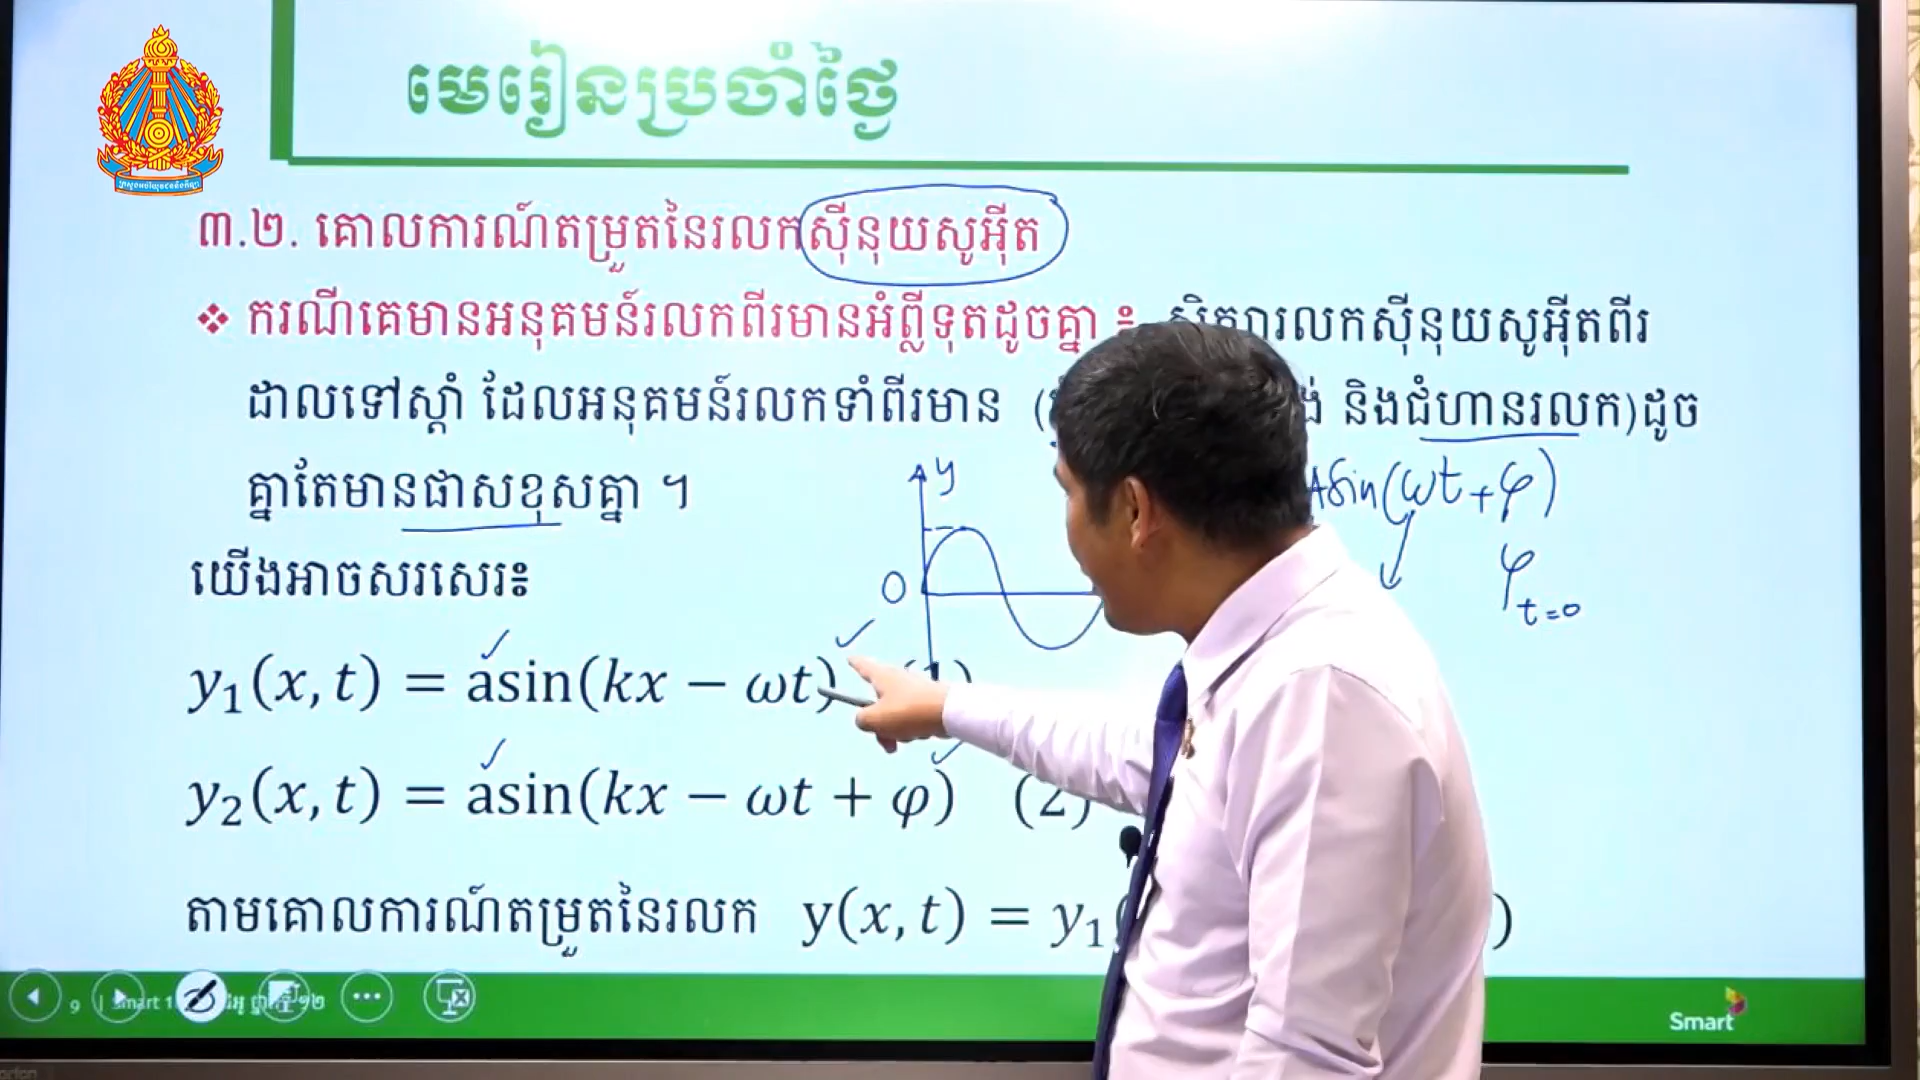 មេរៀនប្រចាំថ្ងៃ
៣.២. គោលការណ៍តម្រួតនៃរលកស៊ីនុយសូអ៊ីត
❖ ករណីគេមានអនុគមន៍រលកពីរមានអំព្លីទុតដូចគ្នា ៖ រលកស៊ីនុយសូអ៊ីតពីរ
ដាលទៅស្តាំ ដែលអនុគមន៍រលកទាំពីរមាន ( និងជំហានរលក)ដូច
គ្នាតែមានផាសខុសគ្នា ។
y
Asin(ωt+φ)
O
φ t=0
យើងអាចសរសេរ៖
y₁(x, t) = asin(kx − ωt) (1)
y₂(x, t) = asin(kx − ωt + φ) (2)
តាមគោលការណ៍តម្រួតនៃរលក y(x, t) = y₁( )
9 | Smart
Smart